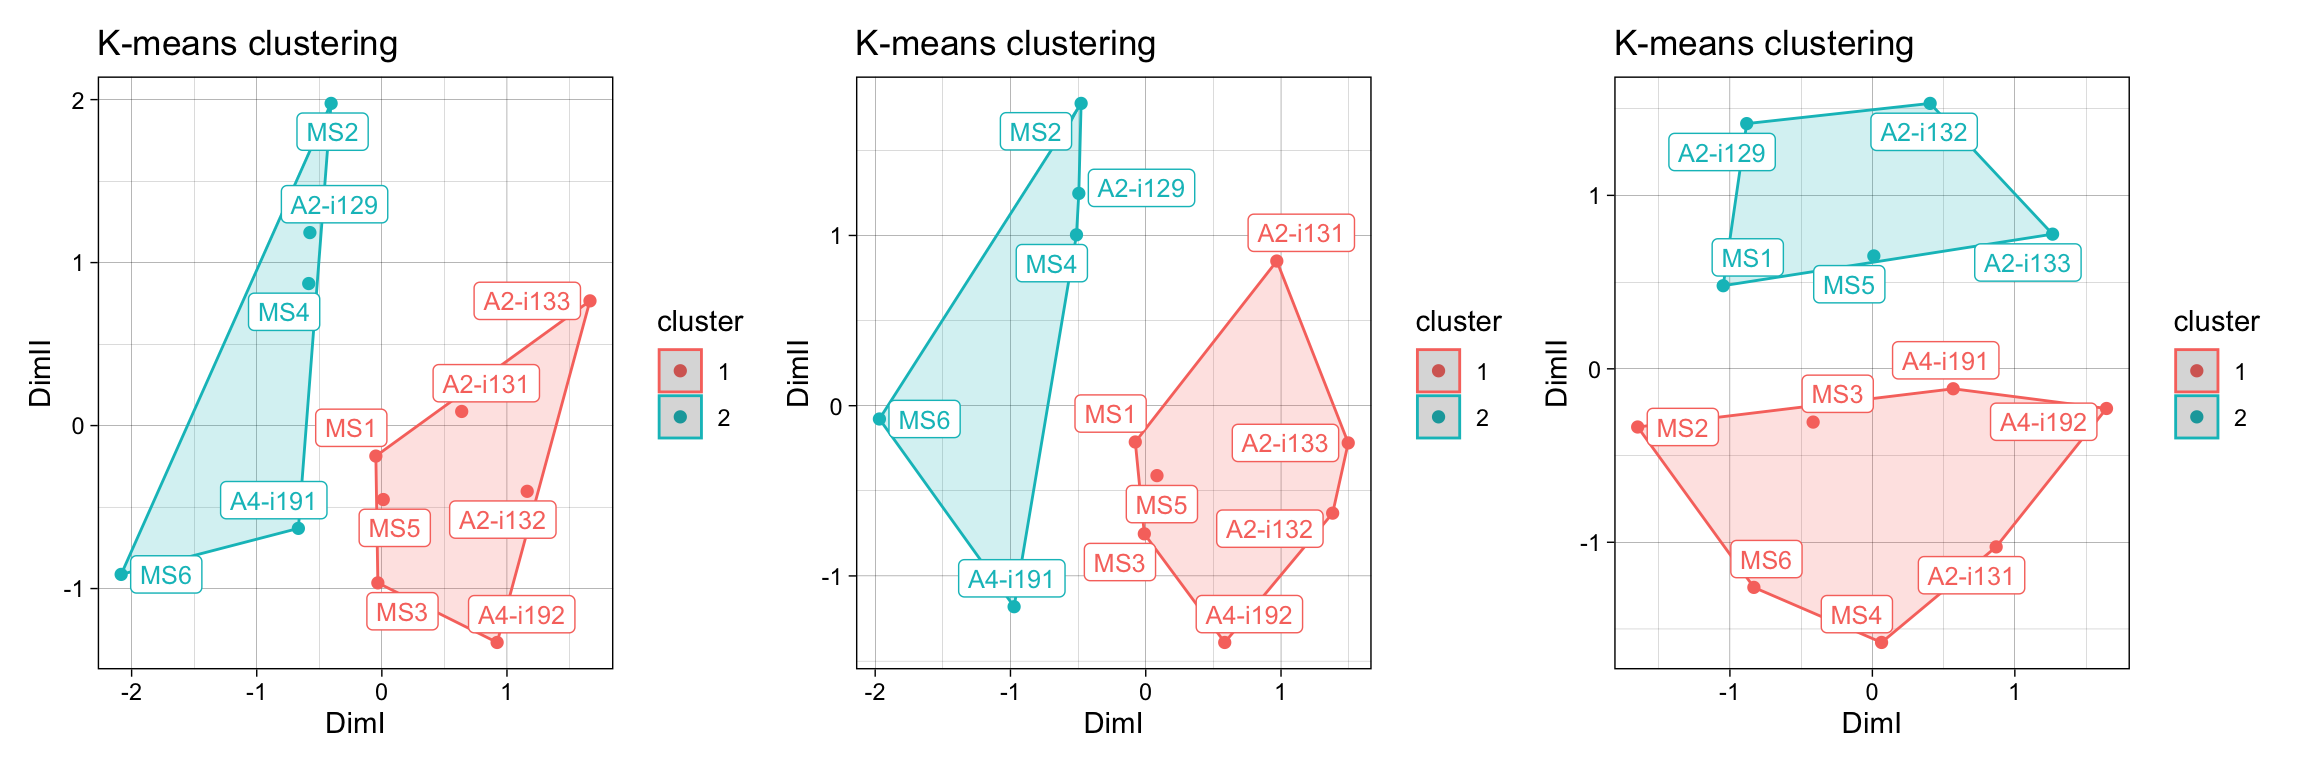 K-means clustering
2
1
0
-1
DimII
MS2
A2-i129
MS4
A2-i133
A2-i131
MS1
A4-i191
MS5
A2-i132
MS6
MS3
A4-i192
-2
-1
0
1
DimI
cluster
1
2
K-means clustering
1
0
-1
DimII
MS2
A2-i129
A2-i131
MS4
MS1
MS6
A2-i133
MS5
A2-i132
MS3
A4-i191
A4-i192
-2
-1
0
1
DimI
cluster
1
2
K-means clustering
1
0
-1
DimII
A2-i132
A2-i129
MS1
A2-i133
MS5
A4-i191
MS3
A4-i192
MS2
MS6
A2-i131
MS4
-1
0
1
DimI
cluster
1
2